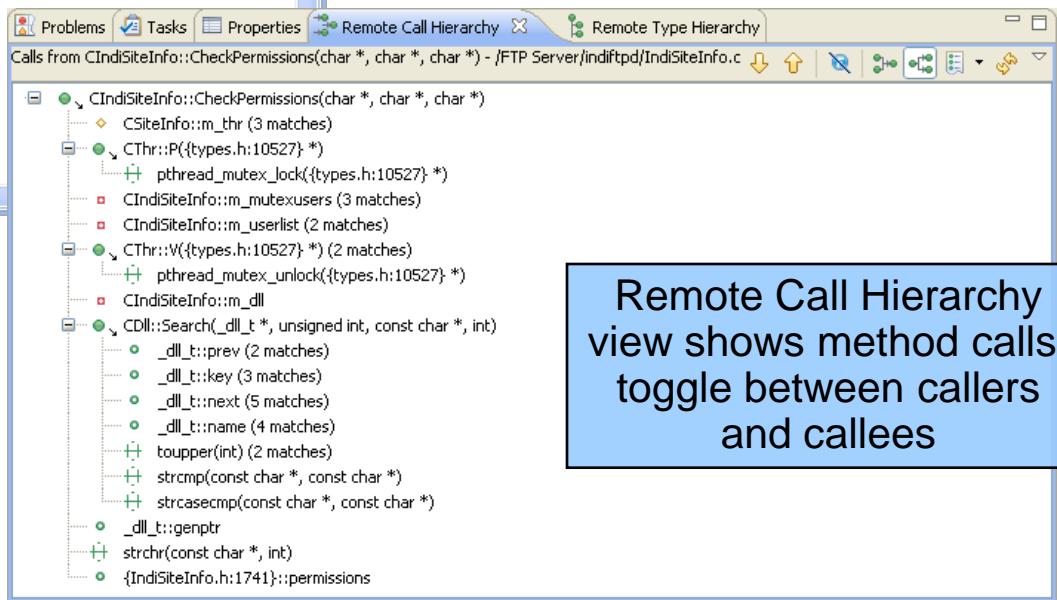 Problems Tasks Properties Remote Call Hierarchy Remote Type Hierarchy
Calls from CIndiSiteInfo::CheckPermissions(char *, char *, char *) - /FTP Server/indiftpd/IndiSiteInfo.c
CIndiSiteInfo::CheckPermissions(char *, char *, char *)
CSiteInfo::m_thr (3 matches)
CThr::P({types.h:10527} *)
pthread_mutex_lock({types.h:10527} *)
CIndiSiteInfo::m_mutexusers (3 matches)
CIndiSiteInfo::m_userlist (2 matches)
CThr::V({types.h:10527} *) (2 matches)
pthread_mutex_unlock({types.h:10527} *)
CIndiSiteInfo::m_dll
CDll::Search(_dll_t *, unsigned int, const char *, int)
_dll_t::prev (2 matches)
_dll_t::key (3 matches)
_dll_t::next (5 matches)
_dll_t::name (4 matches)
toupper(int) (2 matches)
strcmp(const char *, const char *)
strcasecmp(const char *, const char *)
_dll_t::genptr
strchr(const char *, int)
{IndiSiteInfo.h:1741}::permissions
Remote Call Hierarchy
view shows method calls
toggle between callers
and callees